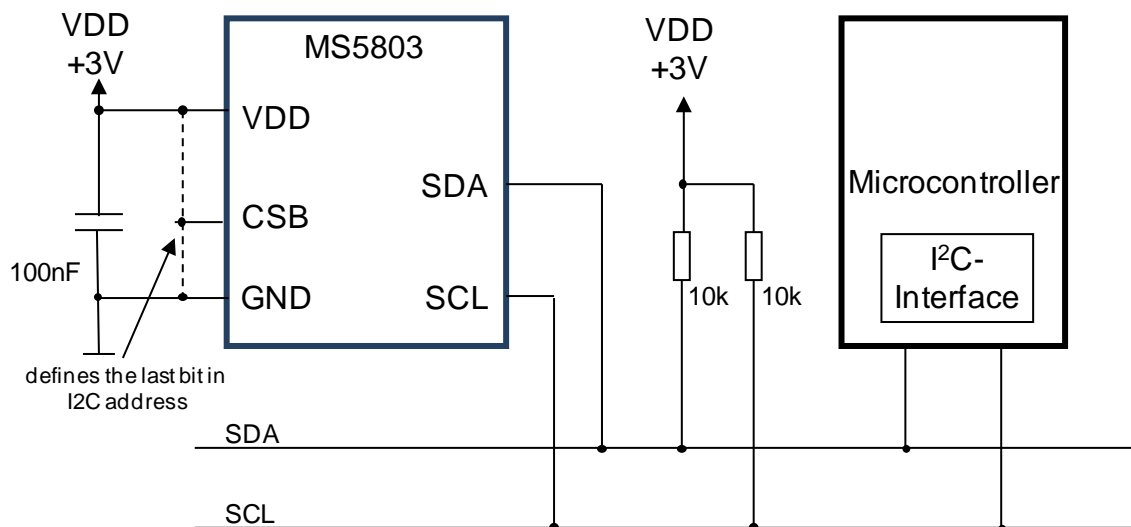 VDD
+3V
MS5803
VDD
CSB
GND
SDA
SCL
100nF
defines the last bit in
I2C address
VDD
+3V
10k
10k
Microcontroller
I²C-
Interface
SDA
SCL